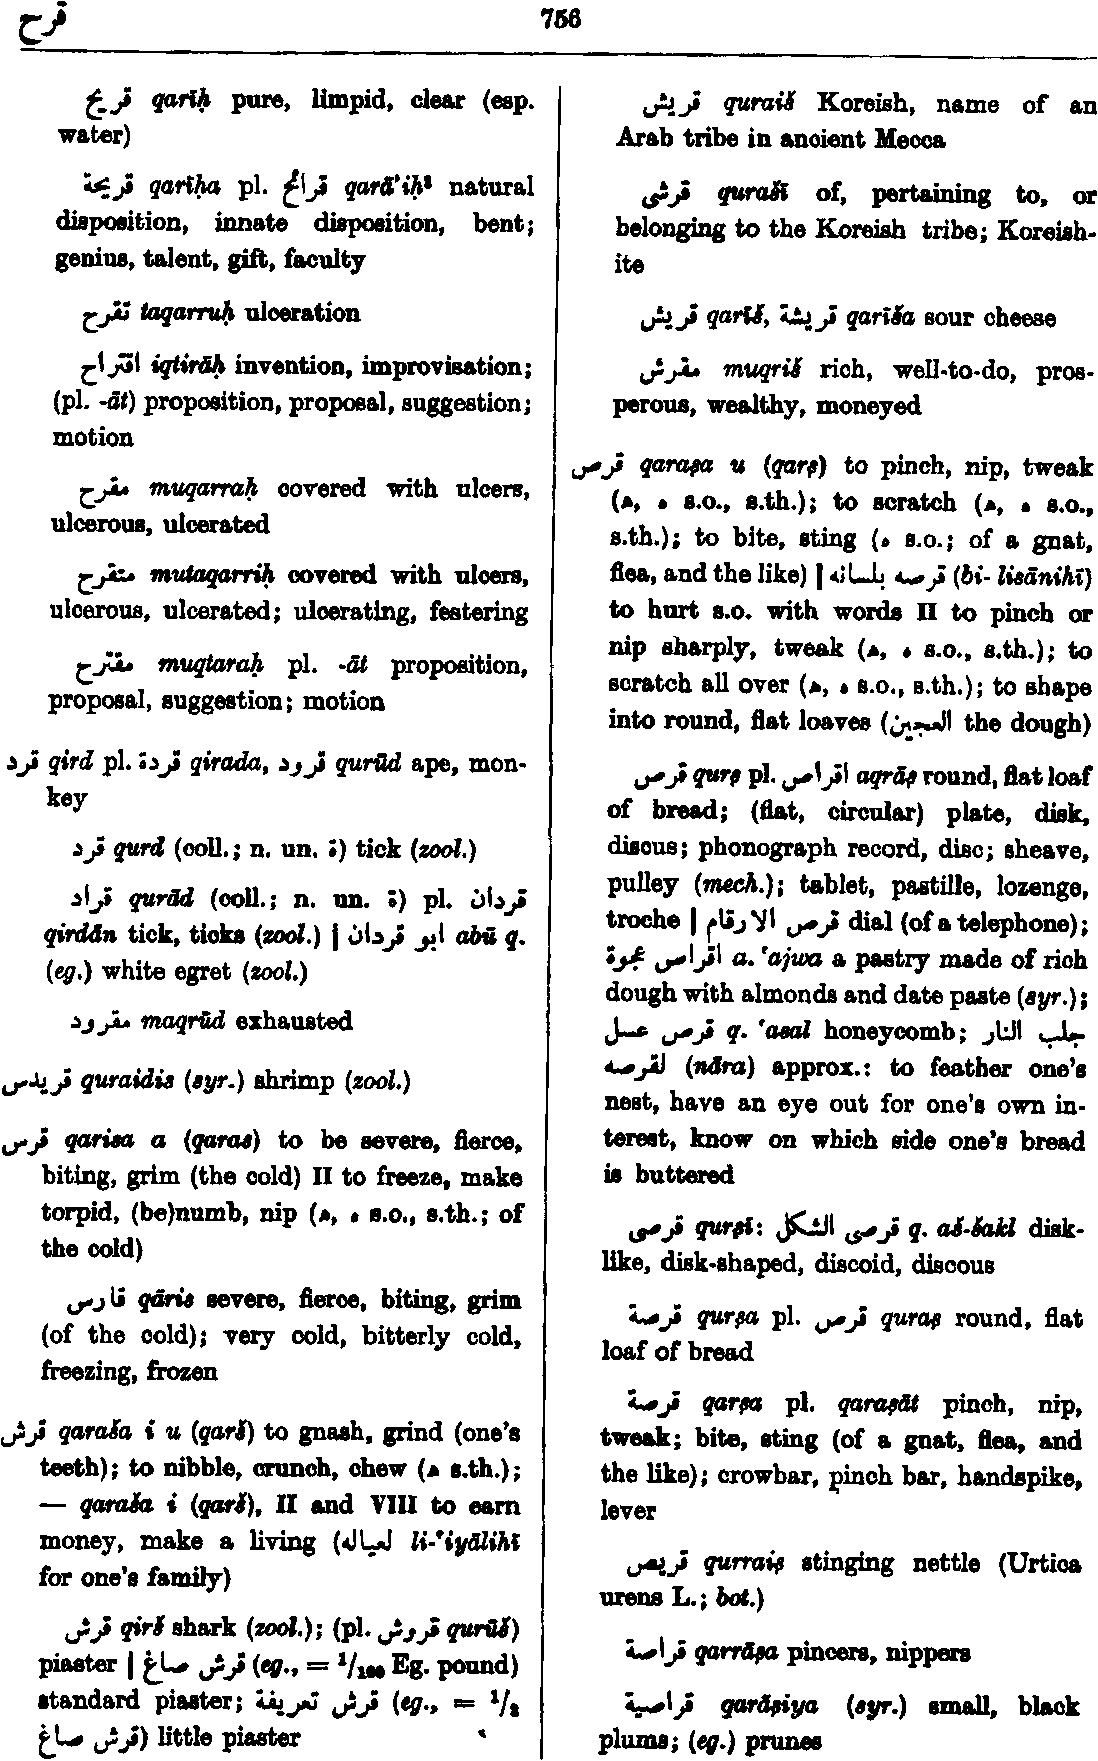 قرح
756
قريح qarīḥ pure, limpid, clear (esp.
water)
قريحة qarīḥa pl. قرائح qarā'iḥ² natural
disposition, innate disposition, bent;
genius, talent, gift, faculty
تقرح taqarruḥ ulceration
اقتراح iqtirāḥ invention, improvisation;
(pl. -āt) proposition, proposal, suggestion;
motion
مقرح muqarraḥ covered with ulcers,
ulcerous, ulcerated
متقرح mutaqarriḥ covered with ulcers,
ulcerous, ulcerated; ulcerating, festering
مقترح muqtaraḥ pl. -āt proposition,
proposal, suggestion; motion
قرد qird pl. قردة qirada, قرود qurūd ape, mon-
key
قرد qurd (coll.; n. un. ة) tick (zool.)
قراد qurād (coll.; n. un. ة) pl. قردان
qirdān tick, ticks (zool.) | ابو قردان abū q.
(eg.) white egret (zool.)
مقرود maqrūd exhausted
قريدس quraidis (syr.) shrimp (zool.)
قرس qarisa a (qaras) to be severe, fierce,
biting, grim (the cold) II to freeze, make
torpid, (be)numb, nip (ه, ه s.o., s.th.; of
the cold)
قارس qāris severe, fierce, biting, grim
(of the cold); very cold, bitterly cold,
freezing, frozen
قرش qaraša i u (qarš) to gnash, grind (one's
teeth); to nibble, crunch, chew (ه s.th.);
— qaraša i (qarš), II and VIII to earn
money, make a living (لعياله li-'iyālihī
for one's family)
قرش qirš shark (zool.); (pl. قروش qurūš)
piaster | قرش صاغ (eg., = ¹/₁₀₀ Eg. pound)
standard piaster; قرش تعريفة (eg., = ¹/₂
قرش صاغ) little piaster
قريش quraiš Koreish, name of an
Arab tribe in ancient Mecca
قرشى qurašī of, pertaining to, or
belonging to the Koreish tribe; Koreish-
ite
قريش qarīš, قريشة qarīša sour cheese
مقرش muqriš rich, well-to-do, pros-
perous, wealthy, moneyed
قرص qaraṣa u (qarṣ) to pinch, nip, tweak
(ه, ه s.o., s.th.); to scratch (ه, ه s.o.,
s.th.); to bite, sting (ه s.o.; of a gnat,
flea, and the like) | قرصه بلسانه (bi-lisānihī)
to hurt s.o. with words II to pinch or
nip sharply, tweak (ه, ه s.o., s.th.); to
scratch all over (ه, ه s.o., s.th.); to shape
into round, flat loaves (العجين the dough)
قرص qurṣ pl. اقراص aqrāṣ round, flat loaf
of bread; (flat, circular) plate, disk,
discus; phonograph record, disc; sheave,
pulley (mech.); tablet, pastille, lozenge,
troche | قرص الارقام dial (of a telephone);
اقراص عجوة a. 'ajwa a pastry made of rich
dough with almonds and date paste (syr.);
قرص عسل q. 'asal honeycomb; جلب النار
لقرصه (nāra) approx.: to feather one's
nest, have an eye out for one's own in-
terest, know on which side one's bread
is buttered
قرصى qurṣī: قرصى الشكل q. aš-šakl disk-
like, disk-shaped, discoid, discous
قرصة qurṣa pl. قرص quraṣ round, flat
loaf of bread
قرصة qarṣa pl. qaraṣāt pinch, nip,
tweak; bite, sting (of a gnat, flea, and
the like); crowbar, pinch bar, handspike,
lever
قريص qurraiṣ stinging nettle (Urtica
urens L.; bot.)
قراصة qarrāṣa pincers, nippers
قراصية qarāṣiya (syr.) small, black
plums; (eg.) prunes